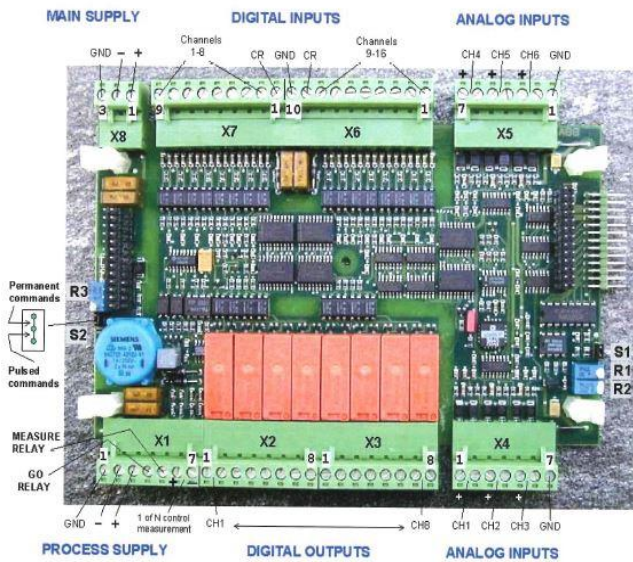 MAIN SUPPLY
DIGITAL INPUTS
ANALOG INPUTS
GND − +
Channels
1-8
CR GND CR
Channels
9-16
CH4 CH5 CH6 GND
+ + +
3 1 9 1 10 1 7 1
X8 X7 X6 X5
R3
Permanent
commands
S2
Pulsed
commands
SIEMENS
S1
R1
R2
MEASURE
RELAY
GO
RELAY
X1 X2 X3 X4
1 7 1 8 1 8 1 7
+ −
+ + +
GND − +
1 of N control
measurement
CH1 CH8
CH1 CH2 CH3 GND
PROCESS SUPPLY
DIGITAL OUTPUTS
ANALOG INPUTS